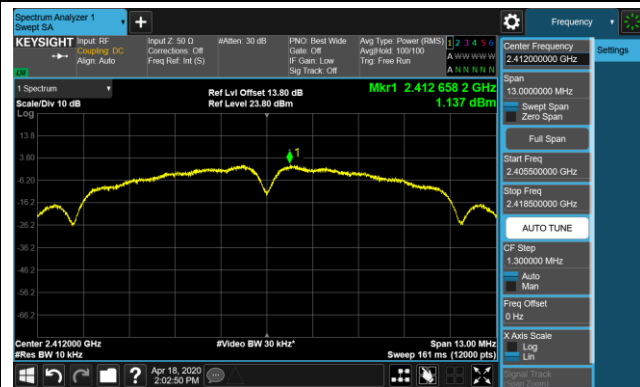 Spectrum Analyzer 1
Swept SA
+
Frequency
KEYSIGHT
Input: RF
Coupling: DC
Align: Auto
Input Z: 50 Ω
Corrections: Off
Freq Ref: Int (S)
#Atten: 30 dB
PNO: Best Wide
Gate: Off
IF Gain: Low
Sig Track: Off
Avg Type: Power (RMS)
Avg|Hold: 100/100
Trig: Free Run
1 2 3 4 5 6
A W W W W W
A N N N N N
LXI
1 Spectrum
Scale/Div 10 dB
Log
Ref Lvl Offset 13.80 dB
Ref Level 23.80 dBm
Mkr1 2.412 658 2 GHz
1.137 dBm
13.8
3.80
-6.20
-16.2
-26.2
-36.2
-46.2
-56.2
-66.2
1
Center 2.412000 GHz
#Res BW 10 kHz
#Video BW 30 kHz*
Span 13.00 MHz
Sweep 161 ms (12000 pts)
Center Frequency
2.412000000 GHz
Settings
Span
13.0000000 MHz
Swept Span
Zero Span
Full Span
Start Freq
2.405500000 GHz
Stop Freq
2.418500000 GHz
AUTO TUNE
CF Step
1.300000 MHz
Auto
Man
Freq Offset
0 Hz
X Axis Scale
Log
Lin
Signal Track
(Span Zoom)
?
Apr 18, 2020
2:02:50 PM